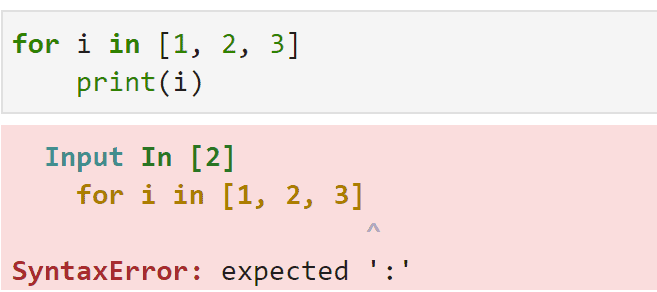 for i in [1, 2, 3]
    print(i)
  Input In [2]
    for i in [1, 2, 3]
                      ^
SyntaxError: expected ':'